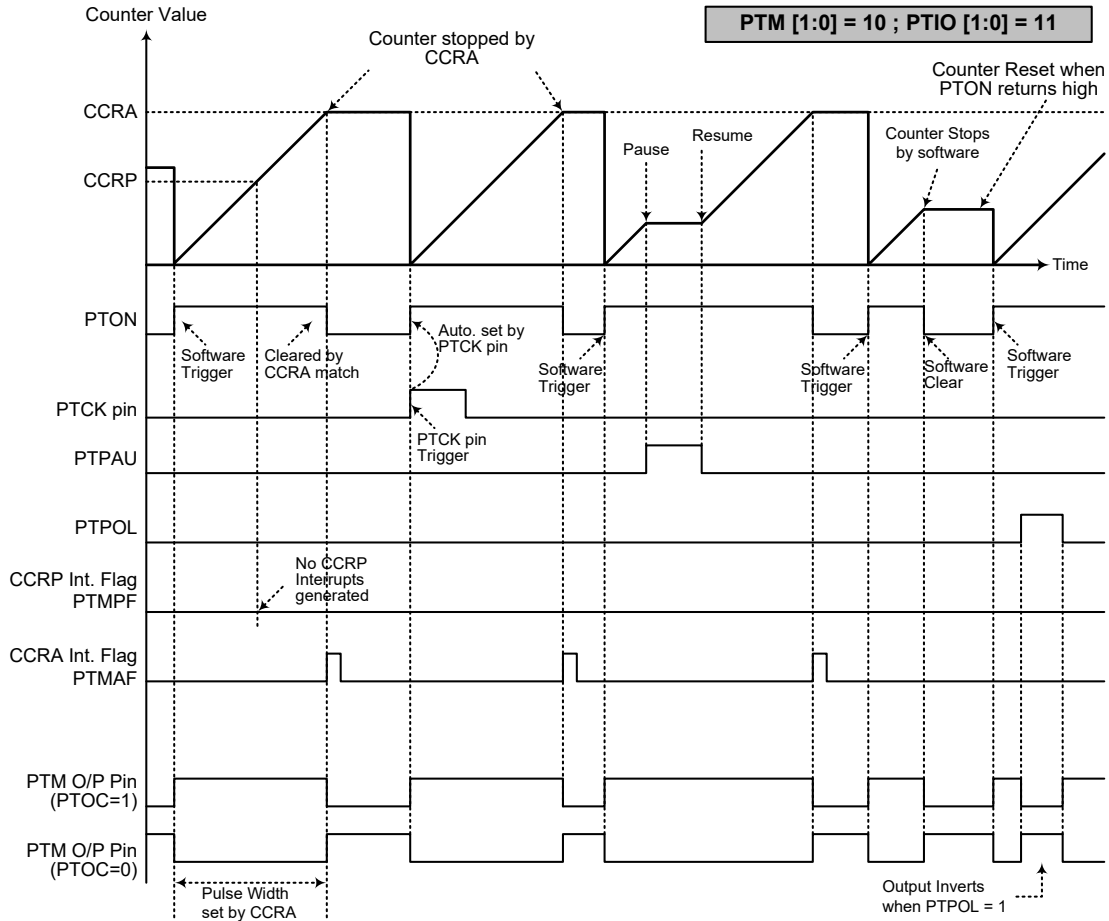 Counter Value
PTM [1:0] = 10 ; PTIO [1:0] = 11
Counter stopped by
CCRA
Counter Reset when
PTON returns high
CCRA
Pause
Resume
Counter Stops
by software
CCRP
Time
PTON
Software
Trigger
Cleared by
CCRA match
Auto. set by
PTCK pin
Software
Trigger
Software
Trigger
Software
Clear
Software
Trigger
PTCK pin
PTCK pin
Trigger
PTPAU
PTPOL
CCRP Int. Flag
PTMPF
No CCRP
Interrupts
generated
CCRA Int. Flag
PTMAF
PTM O/P Pin
(PTOC=1)
PTM O/P Pin
(PTOC=0)
Pulse Width
set by CCRA
Output Inverts
when PTPOL = 1